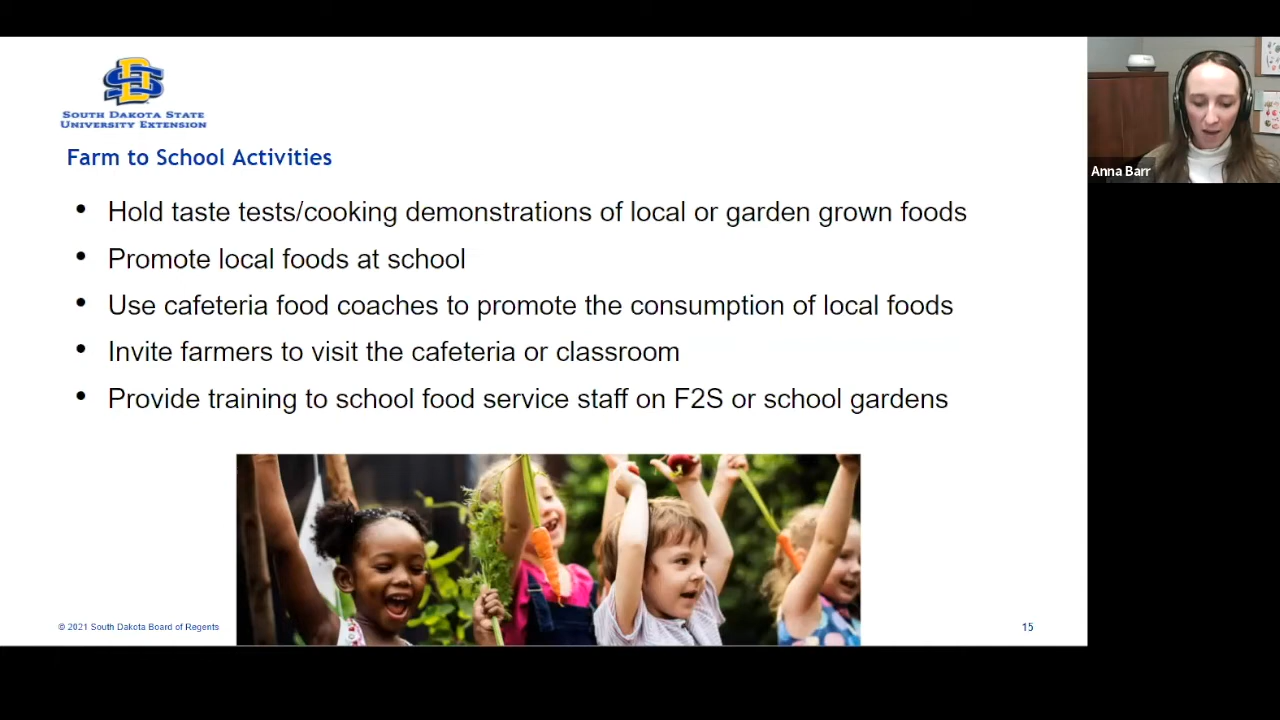 SOUTH DAKOTA STATE
UNIVERSITY EXTENSION
Farm to School Activities
• Hold taste tests/cooking demonstrations of local or garden grown foods
• Promote local foods at school
• Use cafeteria food coaches to promote the consumption of local foods
• Invite farmers to visit the cafeteria or classroom
• Provide training to school food service staff on F2S or school gardens
© 2021 South Dakota Board of Regents
15
Anna Barr